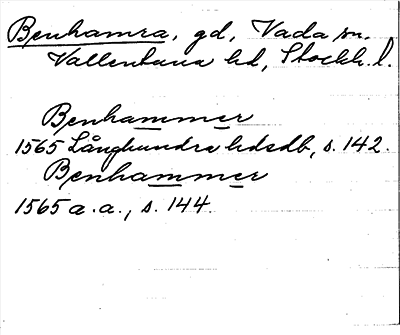 Benhamra, gd, Vada sn.
Vallentuna hd, Stockh. l.
Benhammer
1565 Långhundra hdsdb, s. 142.
Benhammer
1565 a. a., s. 144.